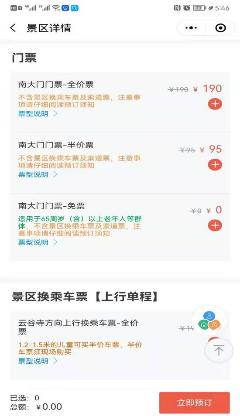 5:46
景区详情
门票
南大门门票-全价票
¥190 ¥ 190
不含景区换乘车票及索道票，注意事
项请仔细阅读预订须知
票型说明 >
南大门门票-半价票
¥95 ¥ 95
不含景区换乘车票及索道票，注意事
项请仔细阅读预订须知
票型说明 >
南大门门票-免票
¥0 ¥ 0
适用于65周岁（含）以上老年人等群
体，不含景区换乘车票及索道票，注
意事项请仔细阅读预订须知
票型说明 >
景区换乘车票【上行单程】
云谷寺方向上行换乘车票-全价
票
1.2-1.5米的儿童可买半价车票，半价
车票须现场购买
已选：0
总额：¥0.00
立即预订